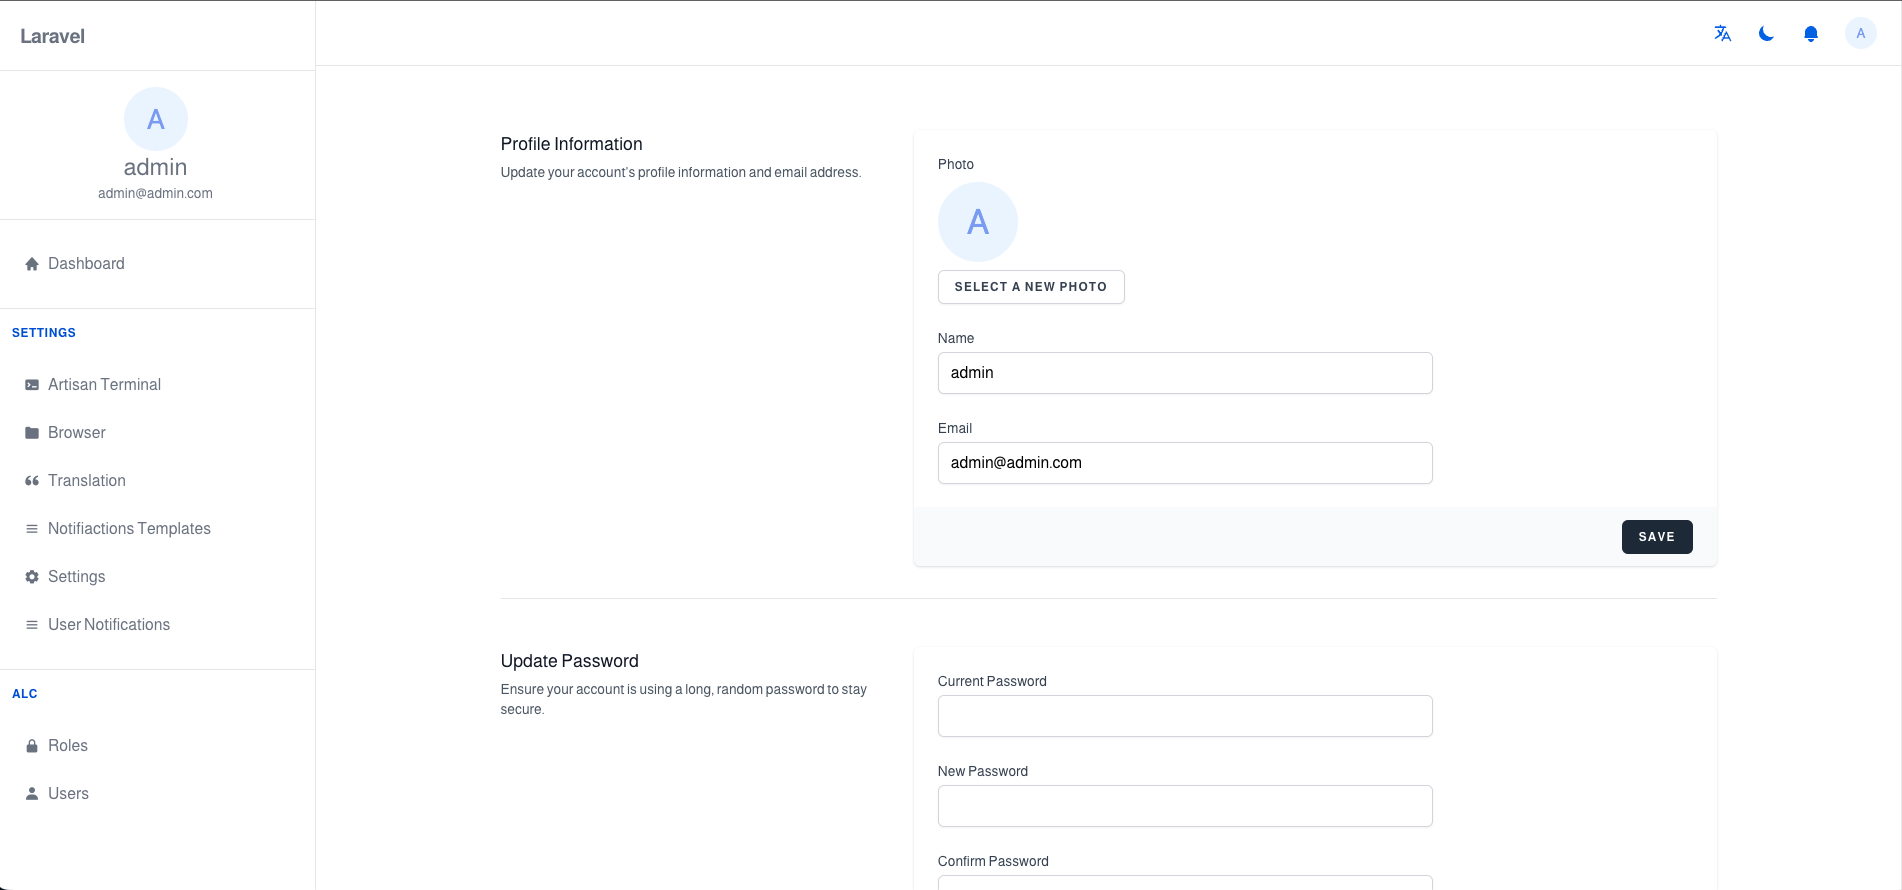 Laravel
A
A
admin
admin@admin.com
Dashboard
SETTINGS
Artisan Terminal
Browser
Translation
Notifiactions Templates
Settings
User Notifications
ALC
Roles
Users
Profile Information
Update your account's profile information and email address.
Photo
A
SELECT A NEW PHOTO
Name
admin
Email
admin@admin.com
SAVE
Update Password
Ensure your account is using a long, random password to stay
secure.
Current Password
New Password
Confirm Password